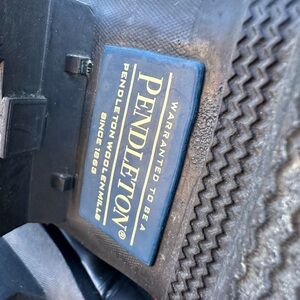 WARRANTED TO BE A
PENDLETON®
PENDLETON WOOLEN MILLS
SINCE 1863